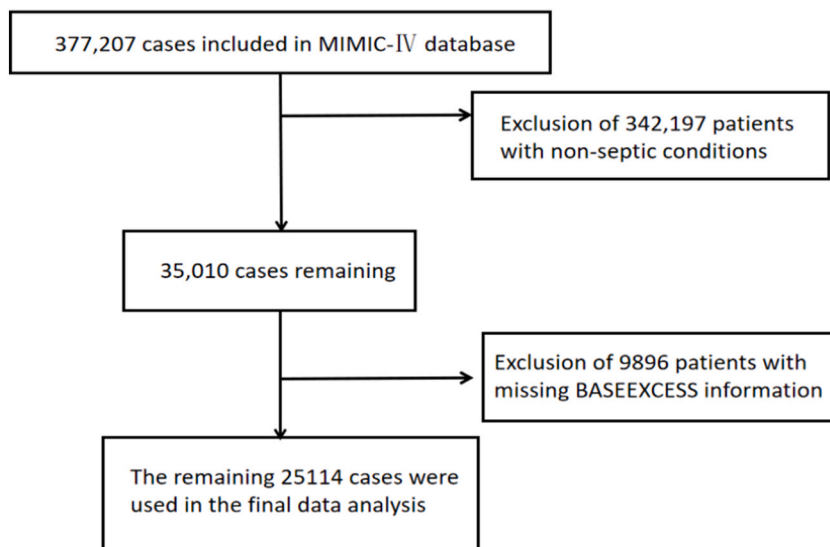 377,207 cases included in MIMIC-Ⅳ database
Exclusion of 342,197 patients
with non-septic conditions
35,010 cases remaining
Exclusion of 9896 patients with
missing BASEEXCESS information
The remaining 25114 cases were
used in the final data analysis